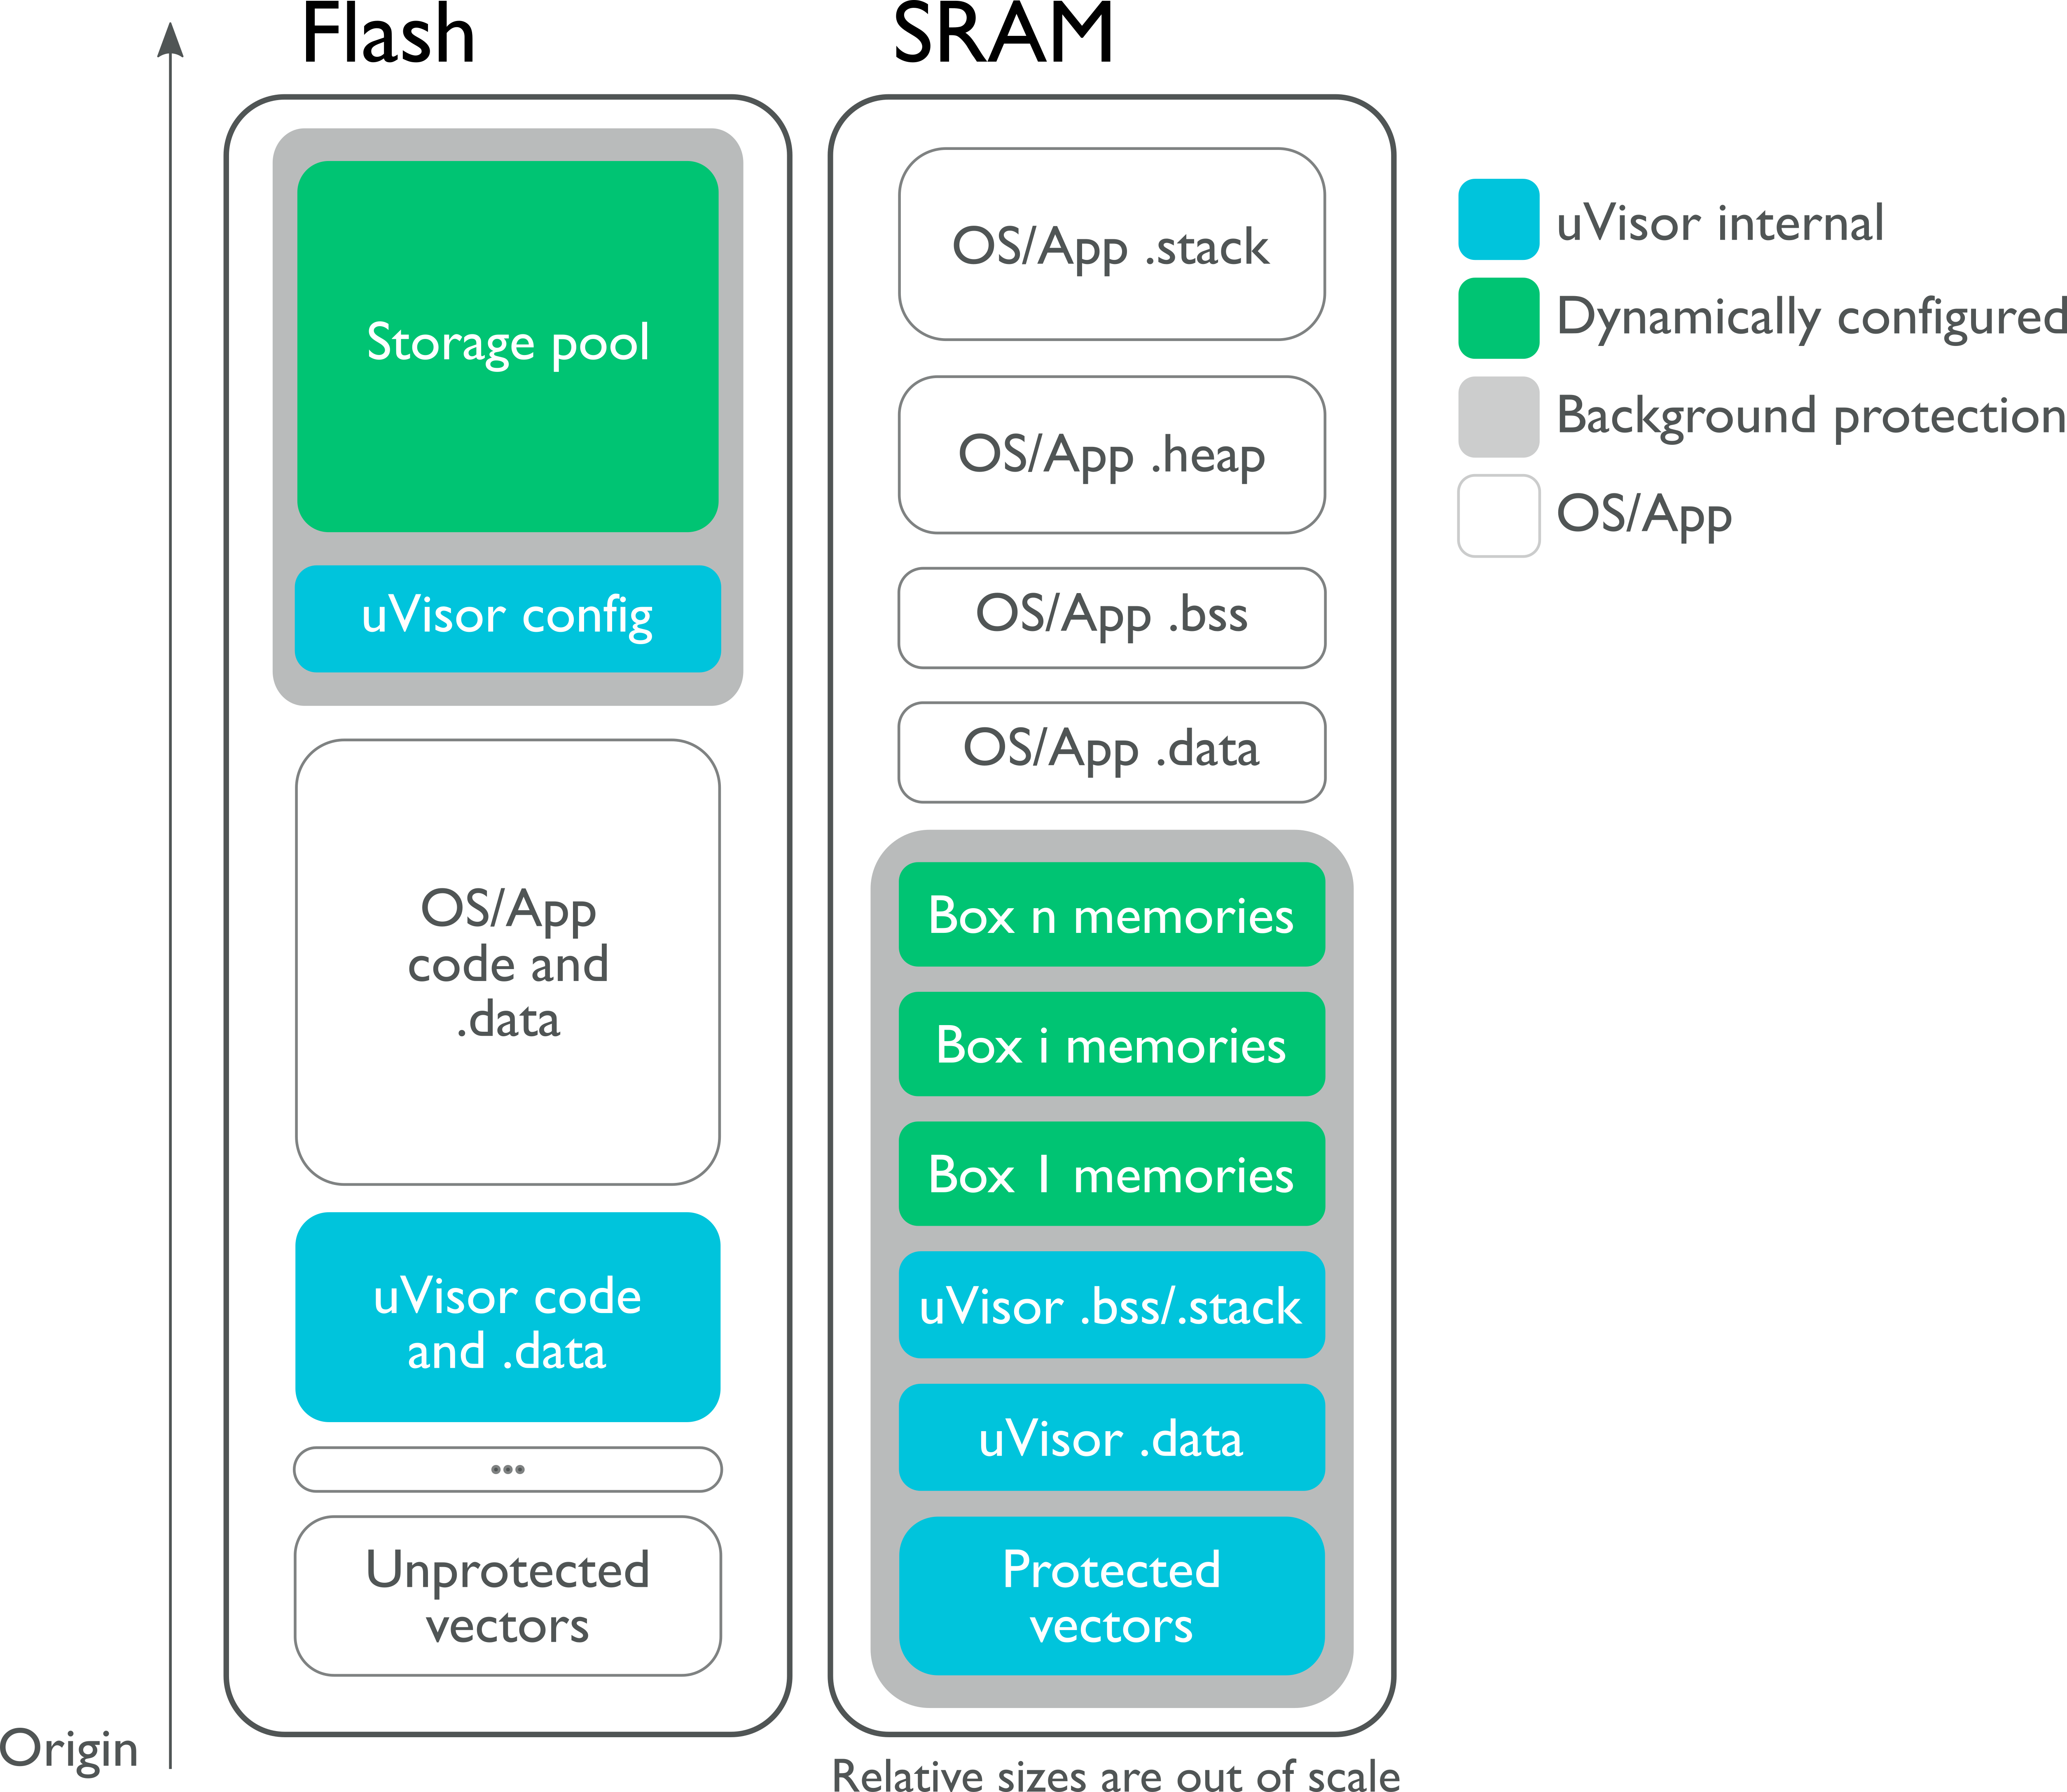 Flash
SRAM
Storage pool
uVisor config
OS/App
code and
.data
uVisor code
and .data
•••
Unprotected
vectors
OS/App .stack
OS/App .heap
OS/App .bss
OS/App .data
Box n memories
Box i memories
Box 1 memories
uVisor .bss/.stack
uVisor .data
Protected
vectors
uVisor internal
Dynamically configured
Background protection
OS/App
Origin
Relative sizes are out of scale